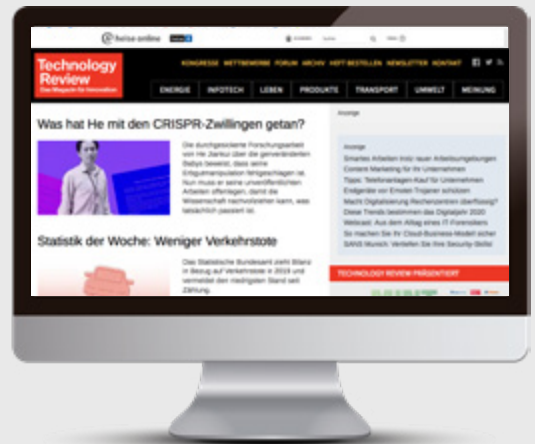 heise online
Technology
Review
Das Magazin für Innovation
KONGRESSE WETTBEWERBE FORUM ARCHIV HEFT BESTELLEN NEWSLETTER KONTAKT
ENERGIE INFOTECH LEBEN PRODUKTE TRANSPORT UMWELT MEINUNG
Was hat He mit den CRISPR-Zwillingen getan?
Die durchgesickerte Forschungsarbeit
von He Jiankui über die genveränderten
Babys beweist, dass seine
Erbgutmanipulation fehlgeschlagen ist.
Nun muss er seine unveröffentlichten
Arbeiten offenlegen, damit die
Wissenschaft nachvollziehen kann, was
tatsächlich passiert ist.
Statistik der Woche: Weniger Verkehrstote
Das Statistische Bundesamt zieht Bilanz
in Bezug auf Verkehrstote in 2019 und
vermeldet den niedrigsten Stand seit
Zählung.
Anzeige
Anzeige
Smartes Arbeiten trotz rauer Arbeitsumgebungen
Content Marketing für Ihr Unternehmen
Tipps: Telefonanlagen-Kauf für Unternehmen
Endgeräte vor Emotet-Trojaner schützen
Macht Digitalisierung Rechenzentren überflüssig?
Diese Trends bestimmen das Digitaljahr 2020
Webcast: Aus dem Alltag eines IT-Forensikers
So machen Sie Ihr Cloud-Business-Modell sicher
SANS Munich: Vertiefen Sie Ihre Security-Skills!
TECHNOLOGY REVIEW PRÄSENTIERT